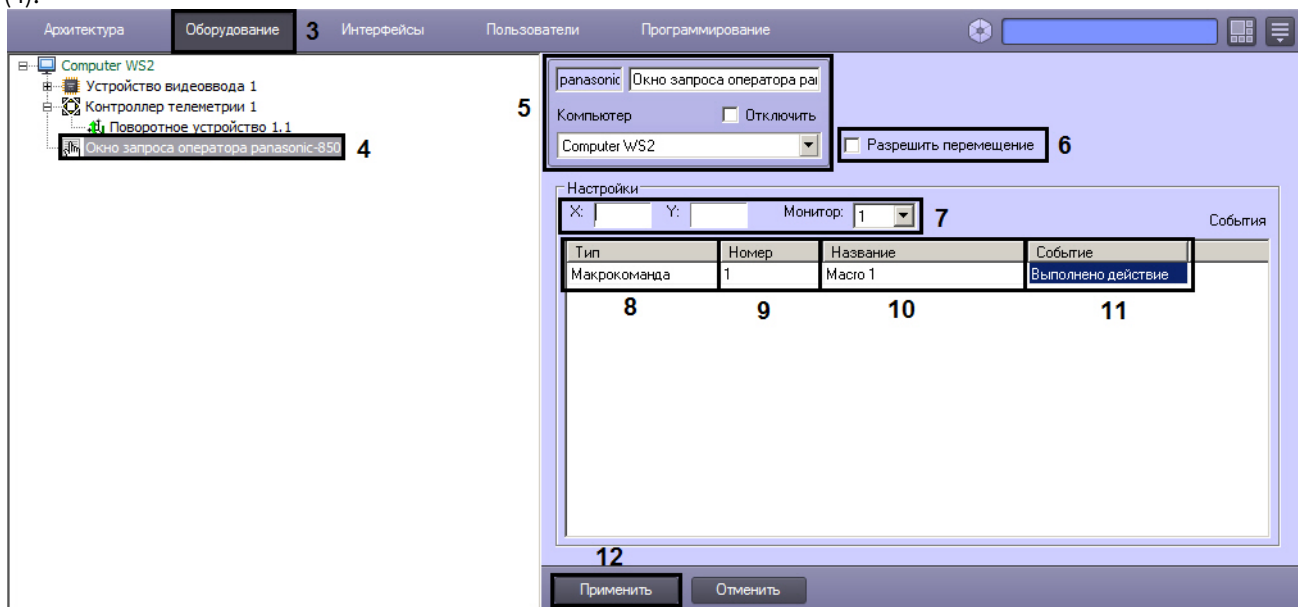 (4).
Архитектура Оборудование 3 Интерфейсы Пользователи Программирование
Computer WS2
Устройство видеоввода 1
Контроллер телеметрии 1
Поворотное устройство 1.1
Окно запроса оператора panasonic-850 4
5
panasonic Окно запроса оператора pai
Компьютер Отключить
Computer WS2
Разрешить перемещение 6
Настройки
X: Y: Монитор: 1 7
События
Тип Номер Название Событие
Макрокоманда 1 Macro 1 Выполнено действие
8 9 10 11
12
Применить Отменить